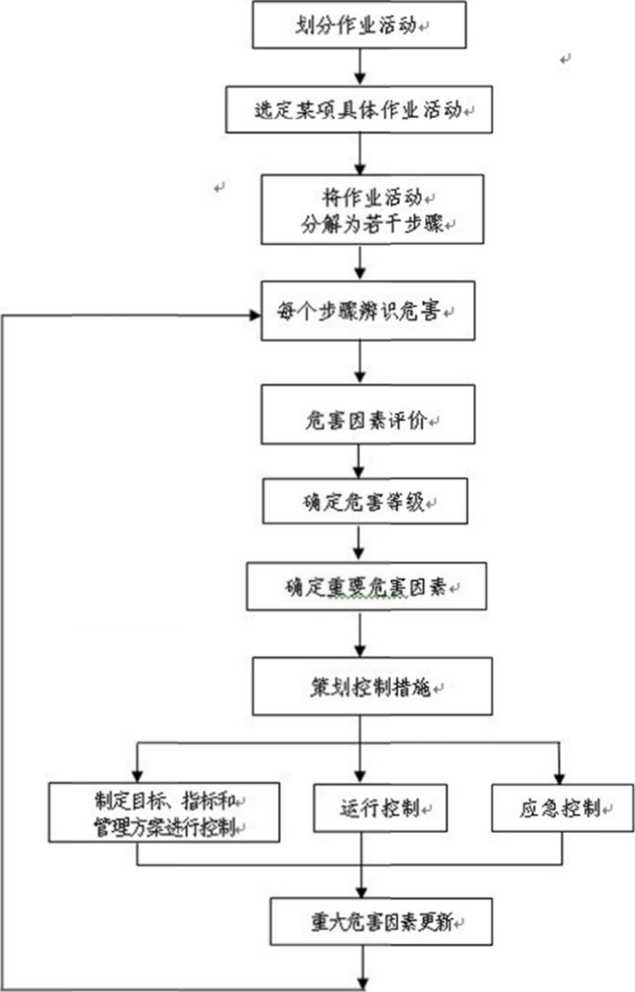 划分作业活动
选定某项具体作业活动
将作业活动
分解为若干步骤
每个步骤辨识危害
危害因素评价
确定危害等级
确定重要危害因素
策划控制措施
制定目标、指标和
管理方案进行控制
运行控制
应急控制
重大危害因素更新